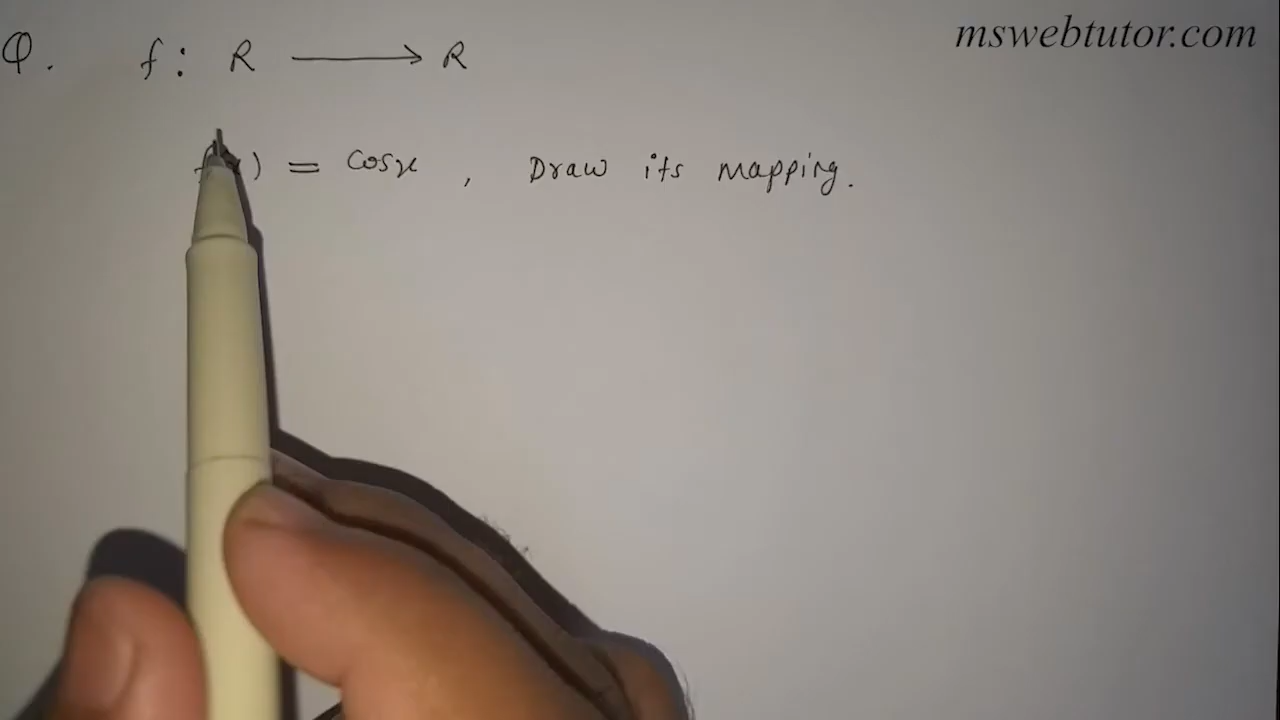 mswebtutor.com
Q. f: R ⟶ R
) = Cosx , Draw its mapping.